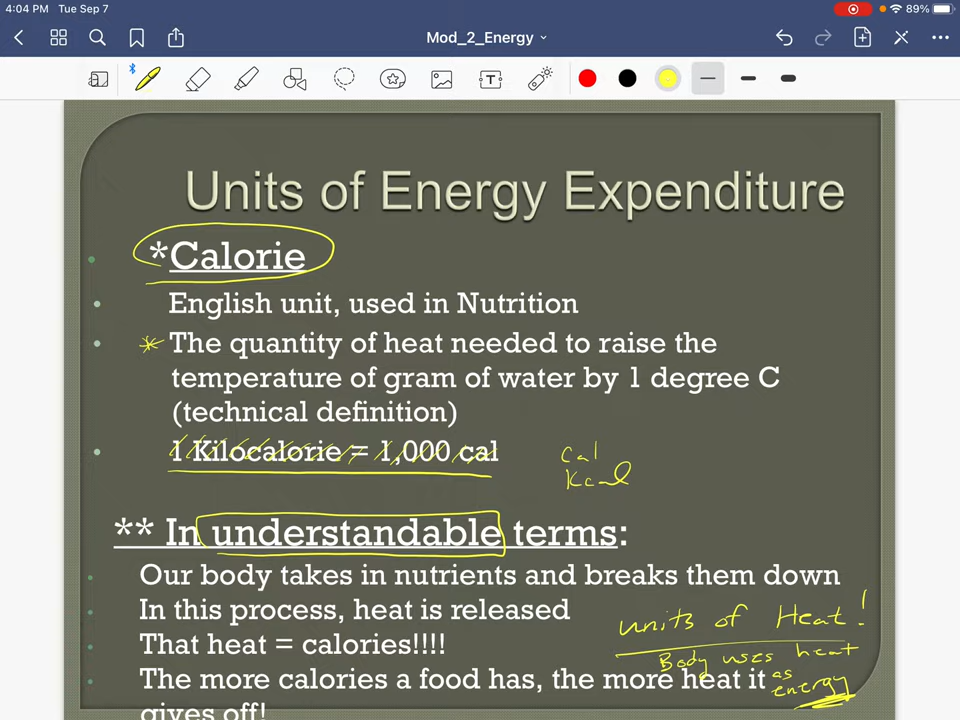 4:04 PM Tue Sep 7
89%
Mod_2_Energy
Units of Energy Expenditure
*Calorie
English unit, used in Nutrition
* The quantity of heat needed to raise the
temperature of gram of water by 1 degree C
(technical definition)
1 Kilocalorie = 1,000 cal
Cal
Kcal
** In understandable terms:
Our body takes in nutrients and breaks them down
In this process, heat is released
units of Heat!
That heat = calories!!!!
Body uses heat
as
energy
The more calories a food has, the more heat it
gives off!